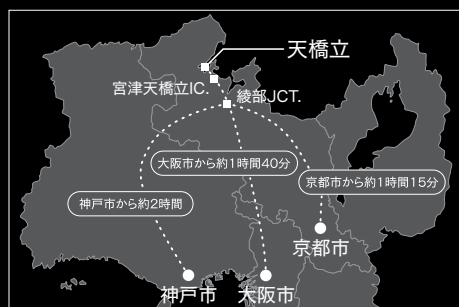 天橋立
宮津天橋立IC.
綾部JCT.
大阪市から約1時間40分
京都市から約1時間15分
神戸市から約2時間
京都市
神戸市
大阪市